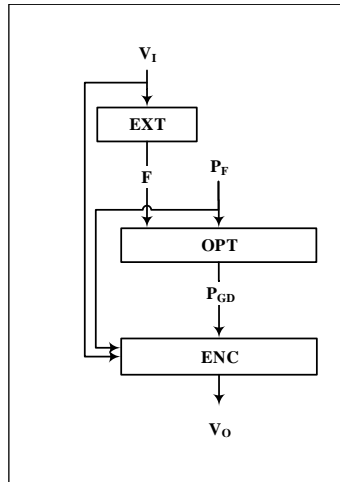 V_I
EXT
F
P_F
OPT
P_GD
ENC
V_O